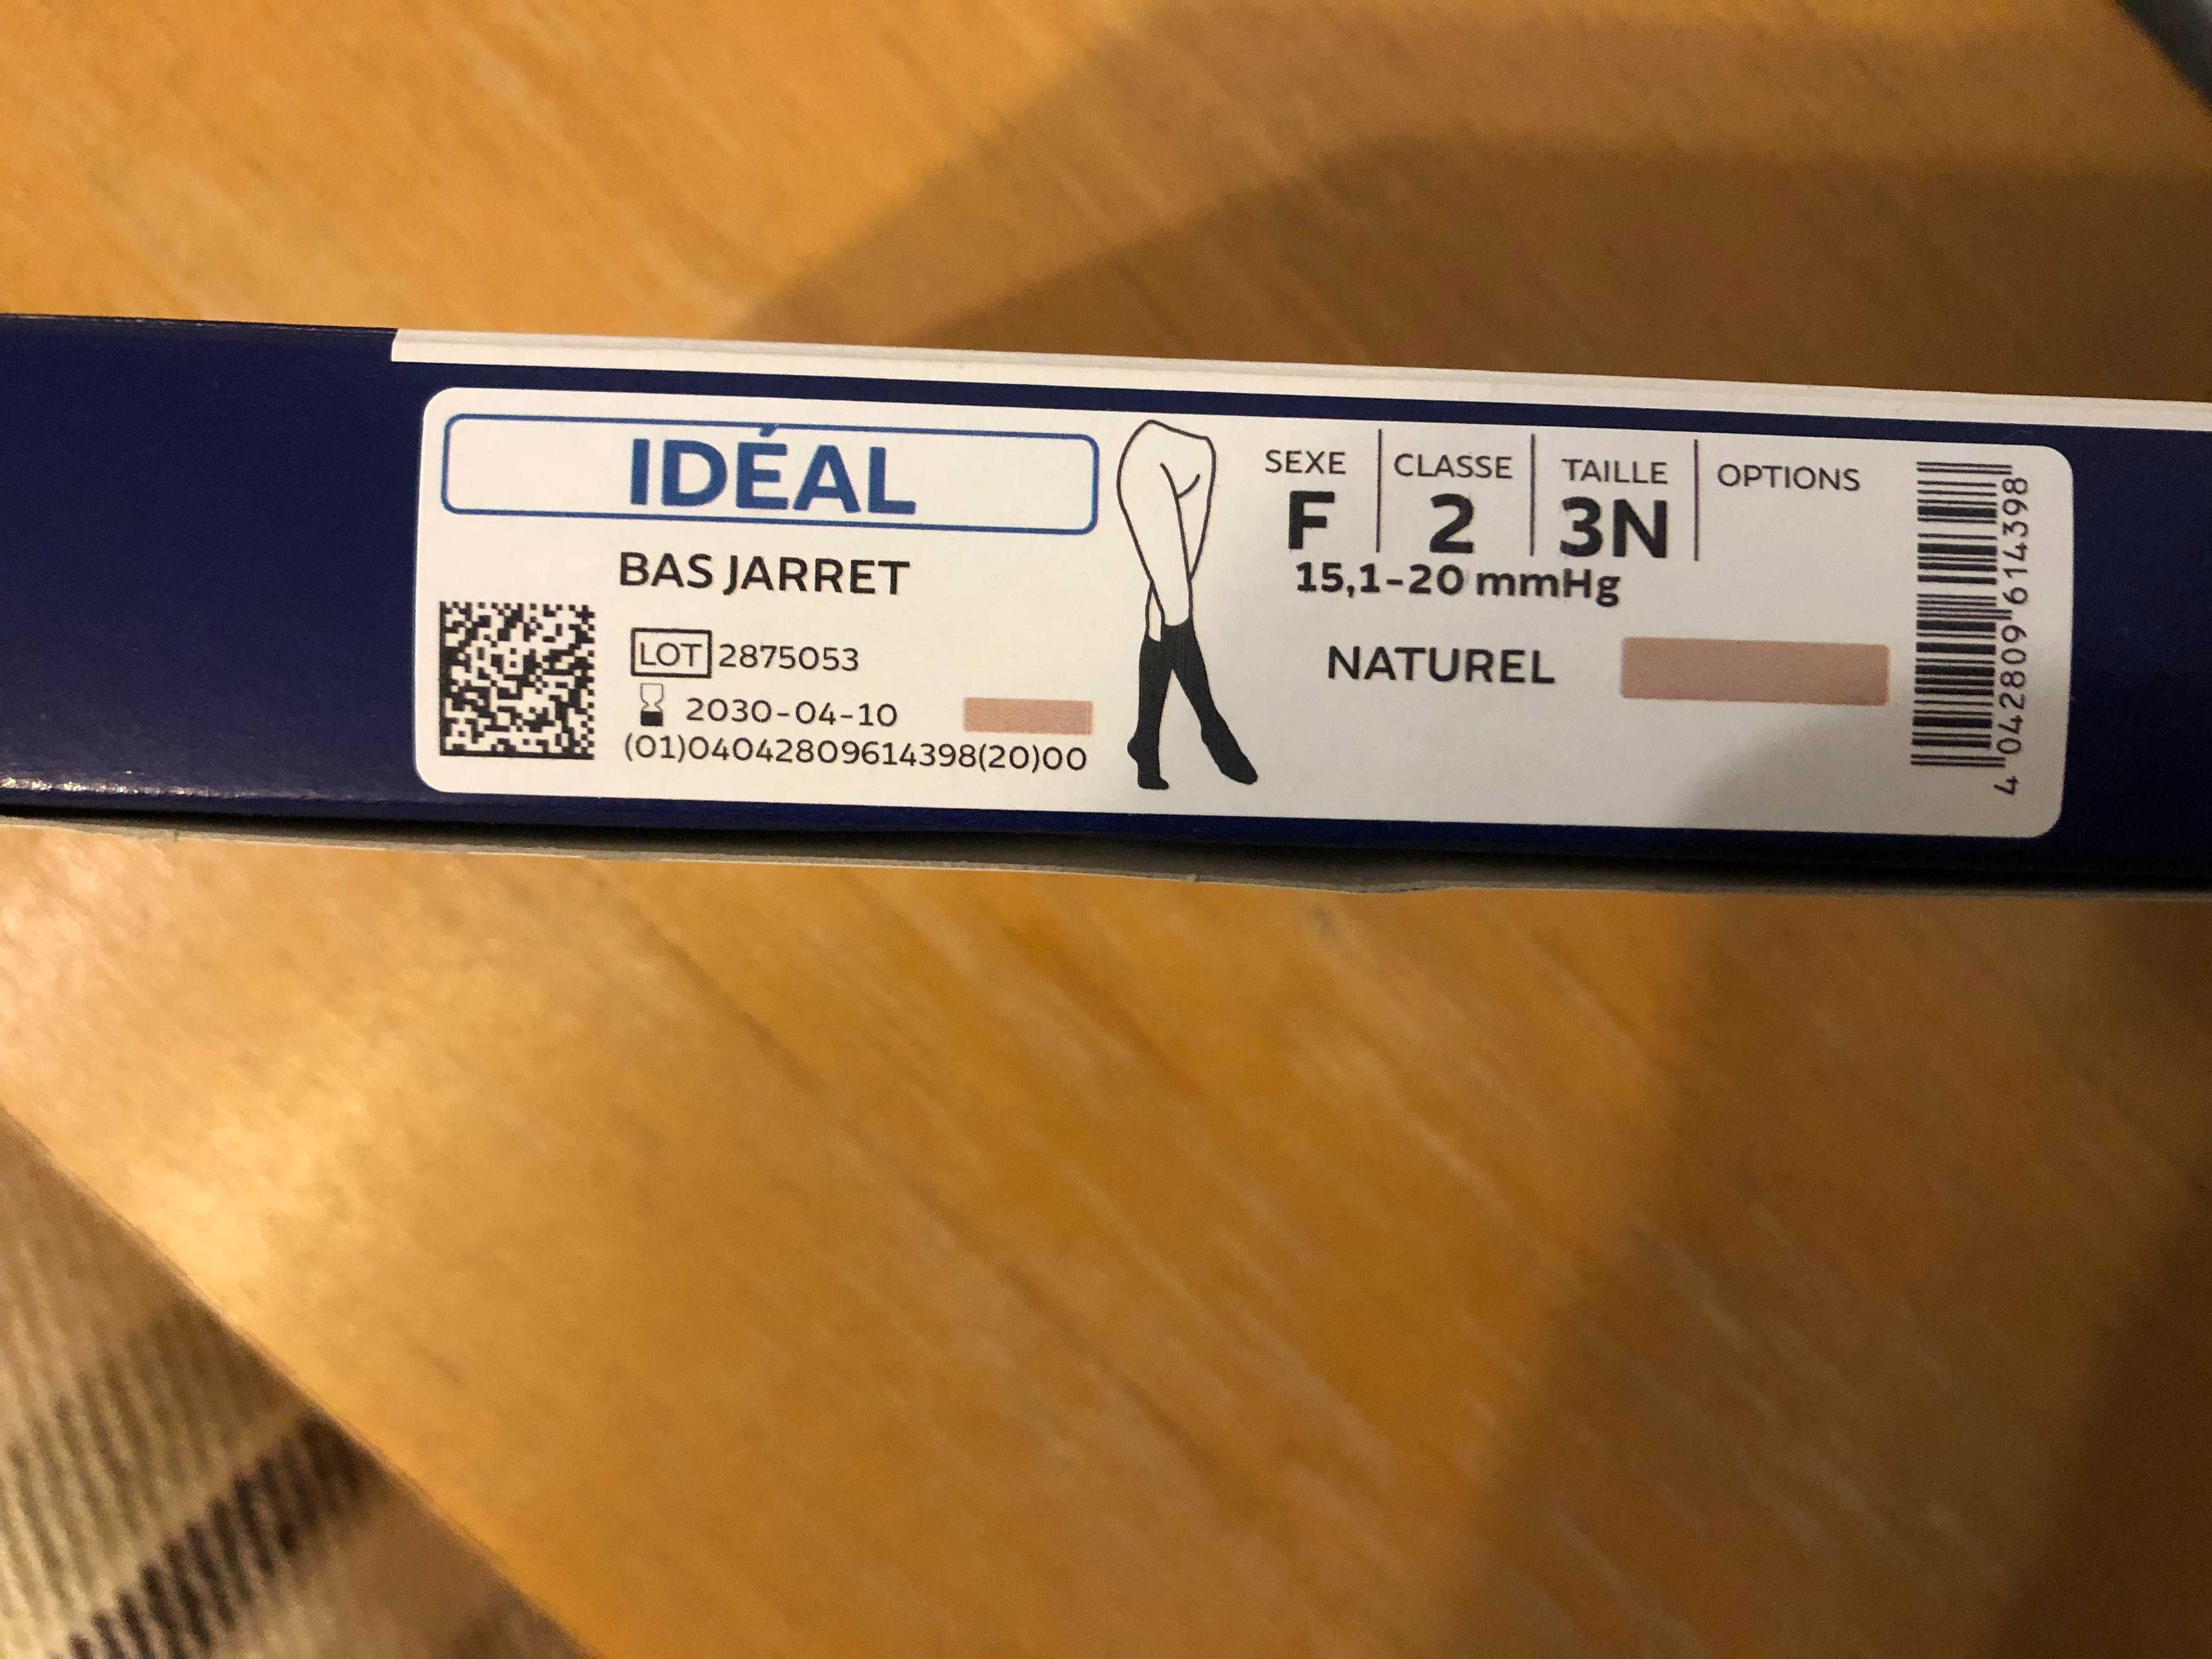 IDÉAL
BAS JARRET
LOT 2875053
2030-04-10
(01)04042809614398(20)00
SEXE CLASSE TAILLE OPTIONS
F 2 3N
15,1-20 mmHg
NATUREL
4 042809 614398